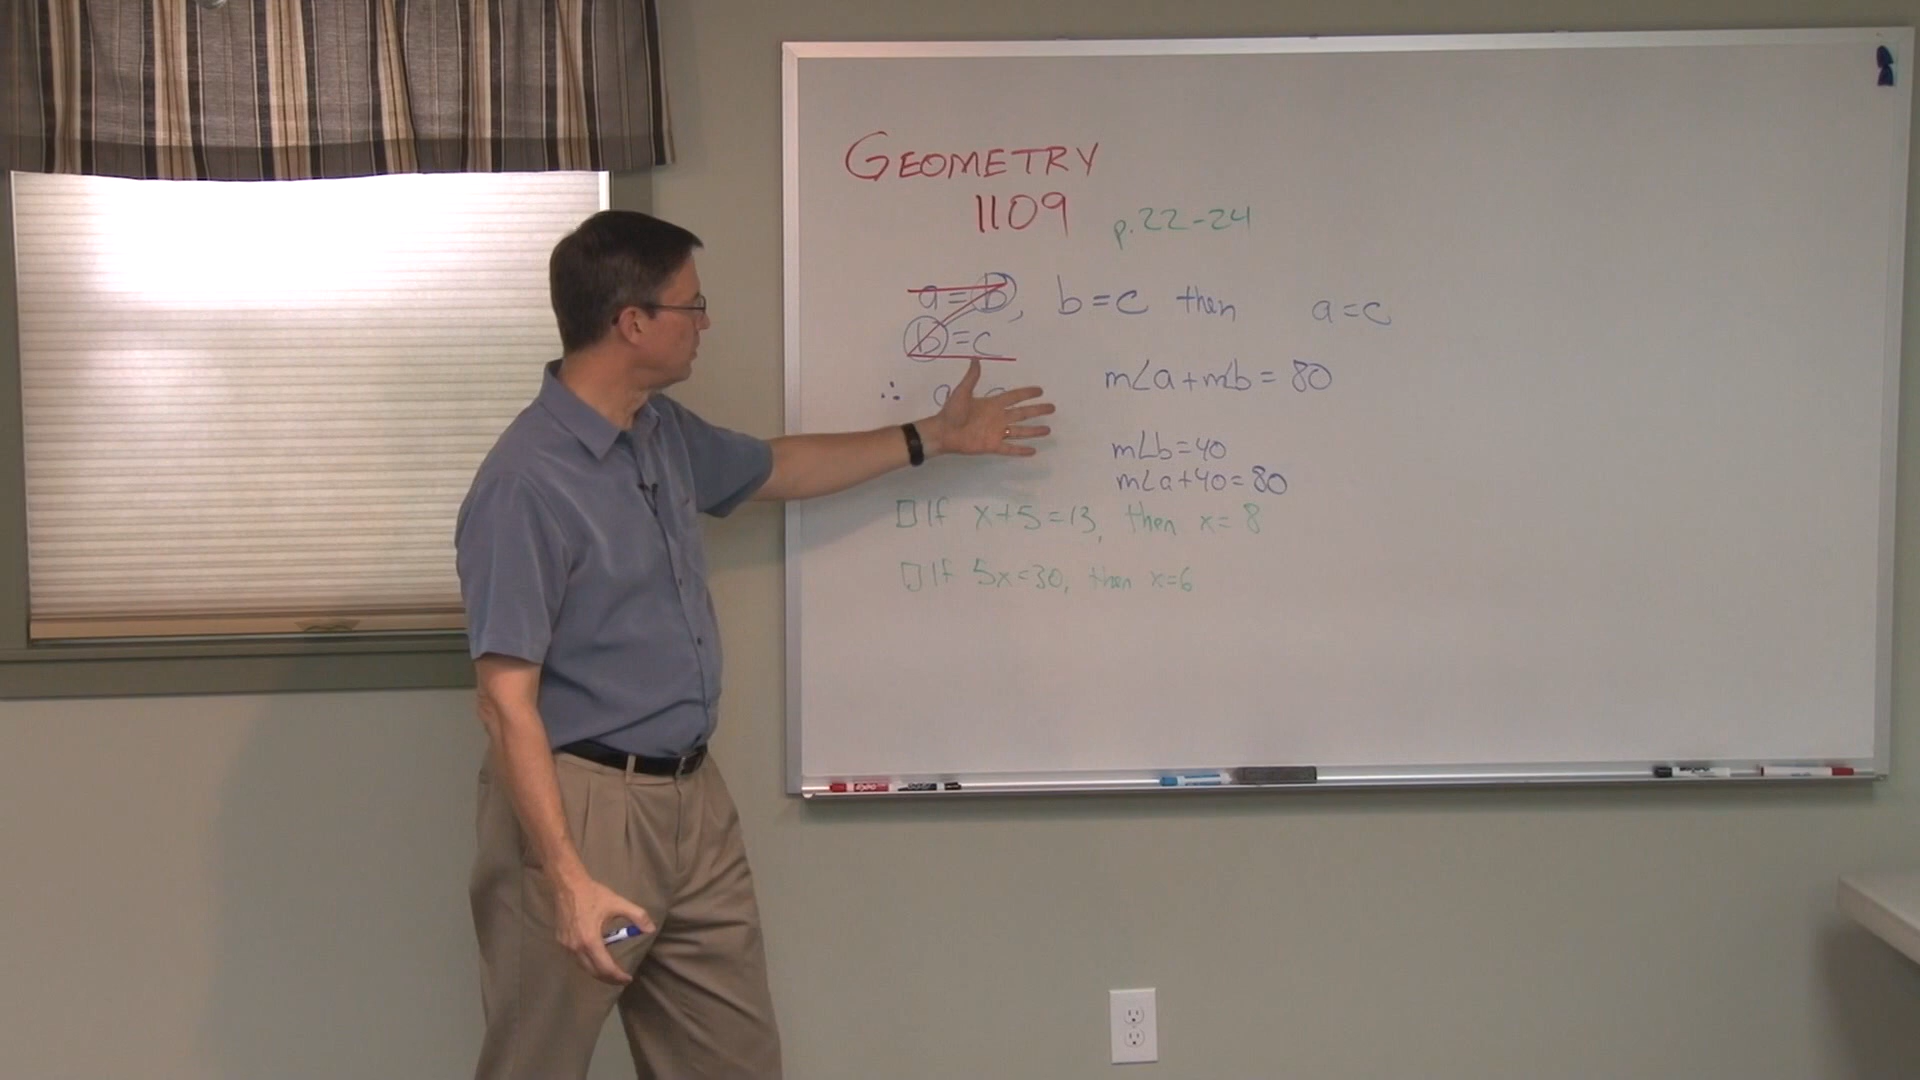 GEOMETRY
1109 p.22-24
a=b, b=c then a=c
b=c
m∠a+m∠b=80
∴ a
m∠b=40
m∠a+40=80
If x+5=13, then x=8
If 5x=30, then x=6
EXPO